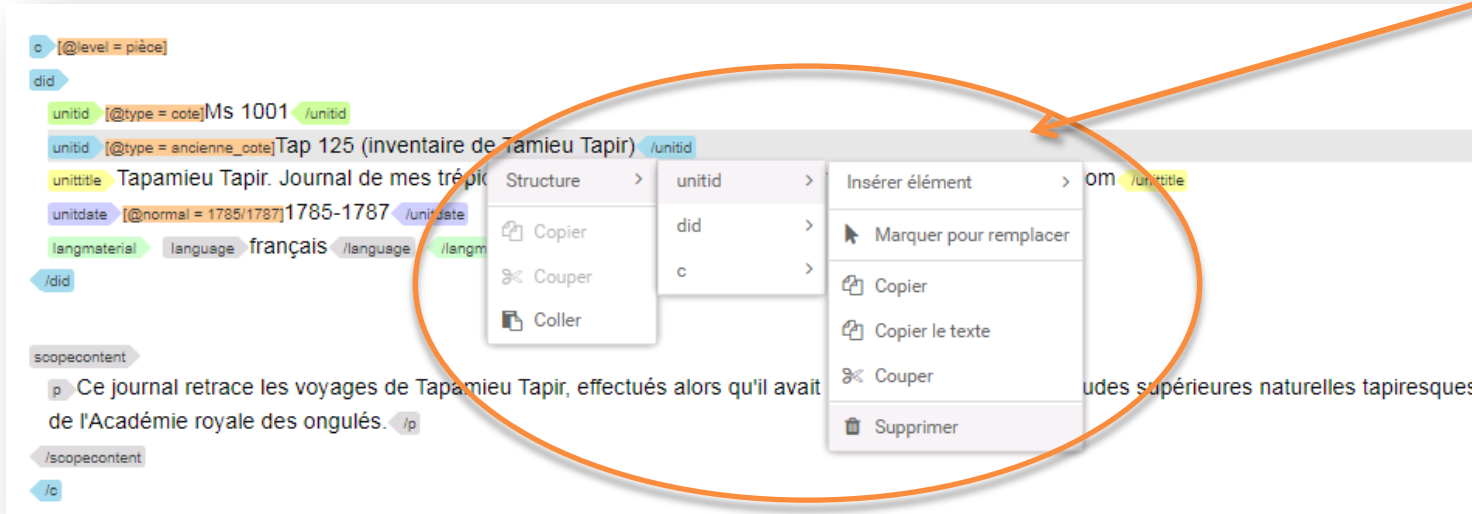 c [@level = pièce]
did
unitid [@type = cote]Ms 1001 /unitid
unitid [@type = ancienne_cote]Tap 125 (inventaire de Tamieu Tapir) /unitid
unittitle Tapamieu Tapir. Journal de mes trépi om /unittitle
unitdate [@normal = 1785/1787]1785-1787 /unitdate
langmaterial language français /language /langm
/did
Structure >
Copier
Couper
Coller
unitid >
did >
c >
Insérer élément >
Marquer pour remplacer
Copier
Copier le texte
Couper
Supprimer
scopecontent
p Ce journal retrace les voyages de Tapamieu Tapir, effectués alors qu'il avait udes supérieures naturelles tapiresques
de l'Académie royale des ongulés. /p
/scopecontent
/c